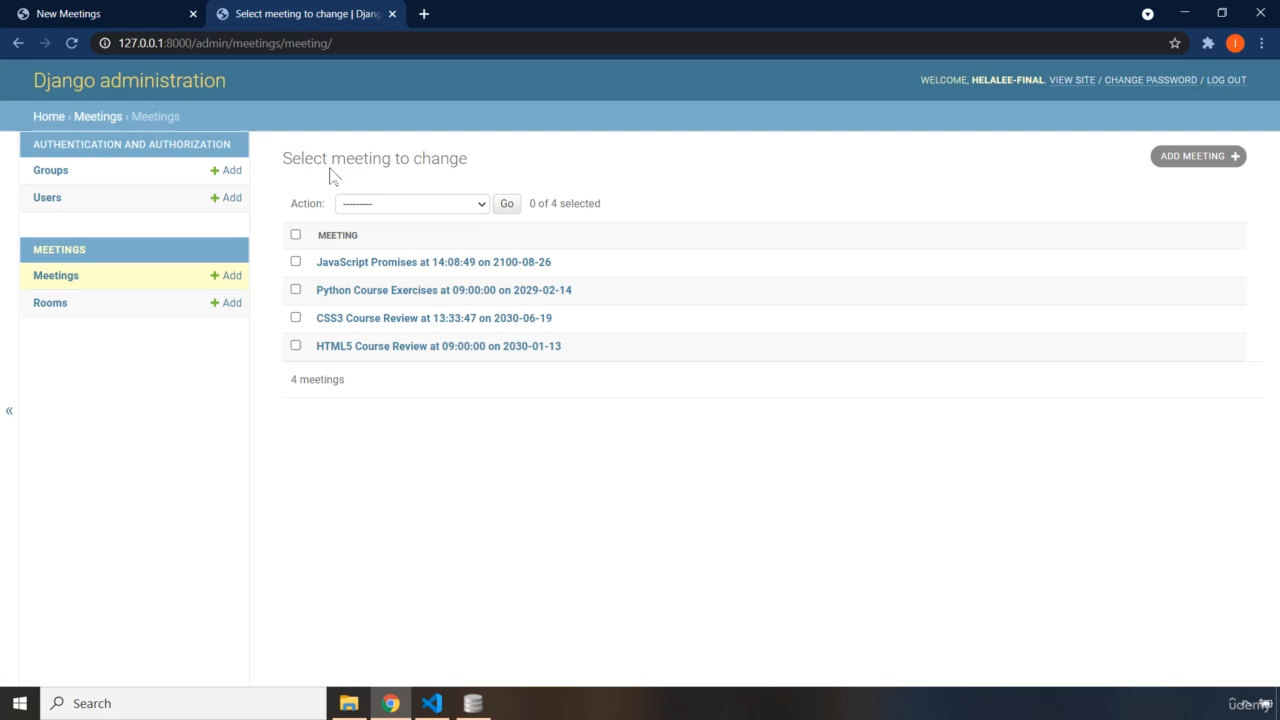 New Meetings
Select meeting to change | Djang
127.0.0.1:8000/admin/meetings/meeting/
Django administration
WELCOME, HELALEE-FINAL. VIEW SITE / CHANGE PASSWORD / LOG OUT
Home › Meetings › Meetings
AUTHENTICATION AND AUTHORIZATION
Groups
+ Add
Users
+ Add
MEETINGS
Meetings
+ Add
Rooms
+ Add
«
Select meeting to change
ADD MEETING +
Action: --------- Go 0 of 4 selected
MEETING
JavaScript Promises at 14:08:49 on 2100-08-26
Python Course Exercises at 09:00:00 on 2029-02-14
CSS3 Course Review at 13:33:47 on 2030-06-19
HTML5 Course Review at 09:00:00 on 2030-01-13
4 meetings
Search
udemy